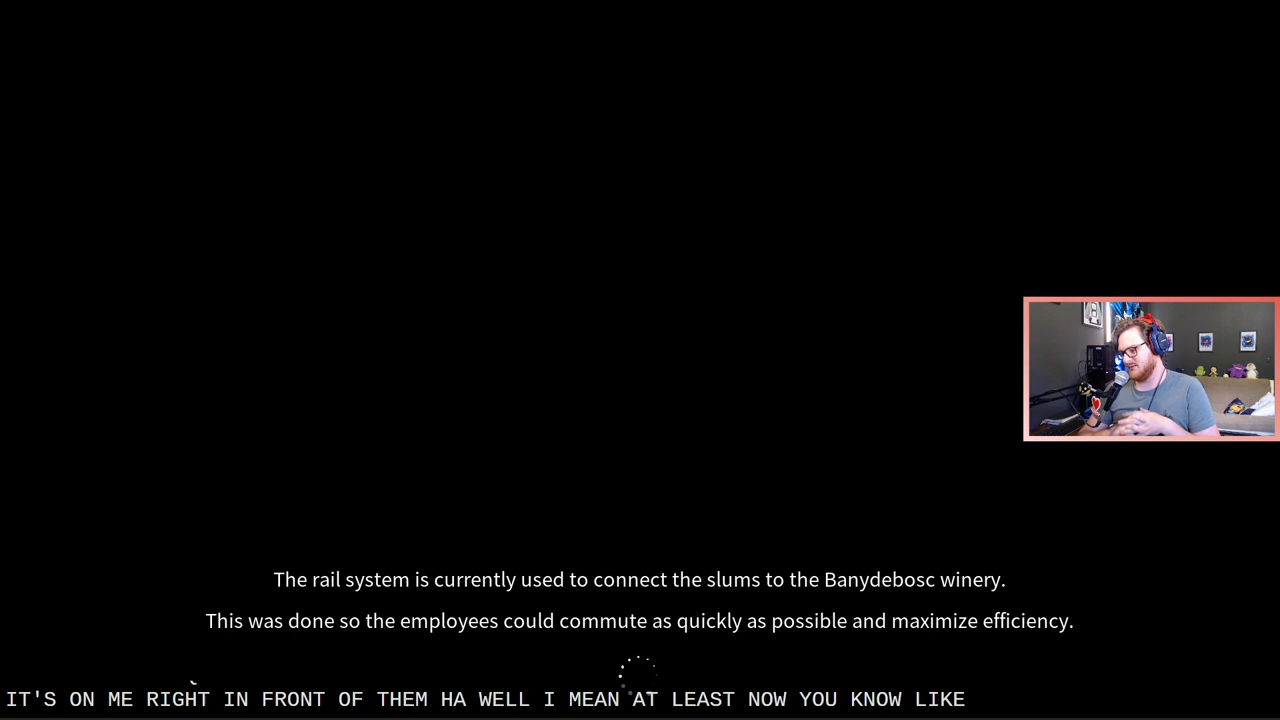 The rail system is currently used to connect the slums to the Banydebosc winery.
This was done so the employees could commute as quickly as possible and maximize efficiency.
IT'S ON ME RIGHT IN FRONT OF THEM HA WELL I MEAN AT LEAST NOW YOU KNOW LIKE